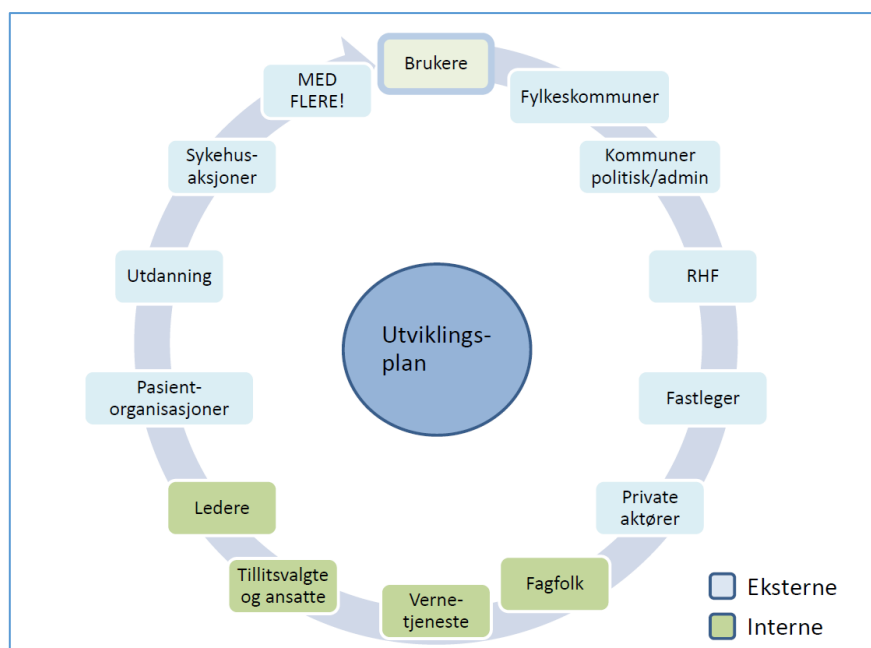 Brukere
Fylkeskommuner
Kommuner
politisk/admin
RHF
Fastleger
Private
aktører
Fagfolk
Verne-
tjeneste
Tillitsvalgte
og ansatte
Ledere
Pasient-
organisasjoner
Utdanning
Sykehus-
aksjoner
MED
FLERE!
Utviklings-
plan
Eksterne
Interne